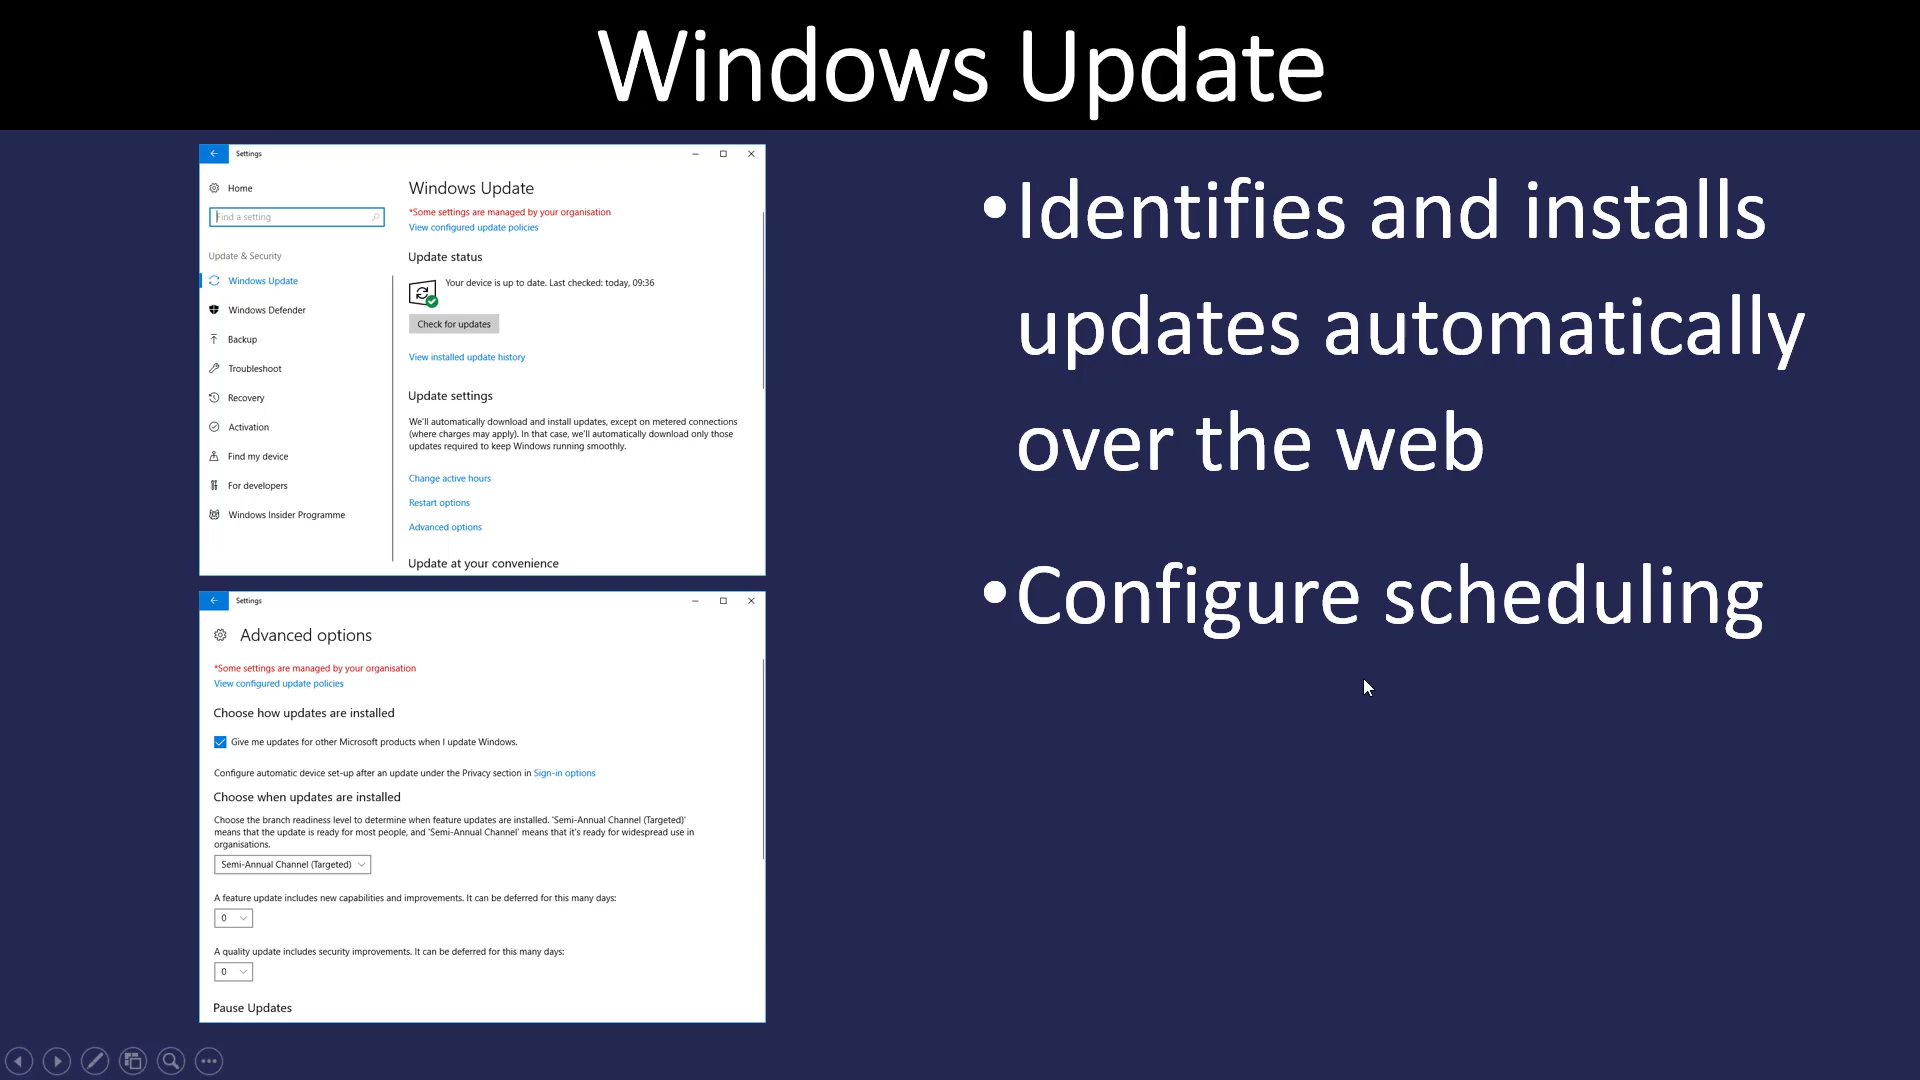 Windows Update
Settings
Home
Find a setting
Update & Security
Windows Update
Windows Defender
Backup
Troubleshoot
Recovery
Activation
Find my device
For developers
Windows Insider Programme
Windows Update
*Some settings are managed by your organisation
View configured update policies
Update status
Your device is up to date. Last checked: today, 09:36
Check for updates
View installed update history
Update settings
We'll automatically download and install updates, except on metered connections
(where charges may apply). In that case, we'll automatically download only those
updates required to keep Windows running smoothly.
Change active hours
Restart options
Advanced options
Update at your convenience
Settings
Advanced options
*Some settings are managed by your organisation
View configured update policies
Choose how updates are installed
Give me updates for other Microsoft products when I update Windows.
Configure automatic device set-up after an update under the Privacy section in Sign-in options
Choose when updates are installed
Choose the branch readiness level to determine when feature updates are installed. 'Semi-Annual Channel (Targeted)'
means that the update is ready for most people, and 'Semi-Annual Channel' means that it's ready for widespread use in
organisations.
Semi-Annual Channel (Targeted)
A feature update includes new capabilities and improvements. It can be deferred for this many days:
0
A quality update includes security improvements. It can be deferred for this many days:
0
Pause Updates
•Identifies and installs
updates automatically
over the web
•Configure scheduling